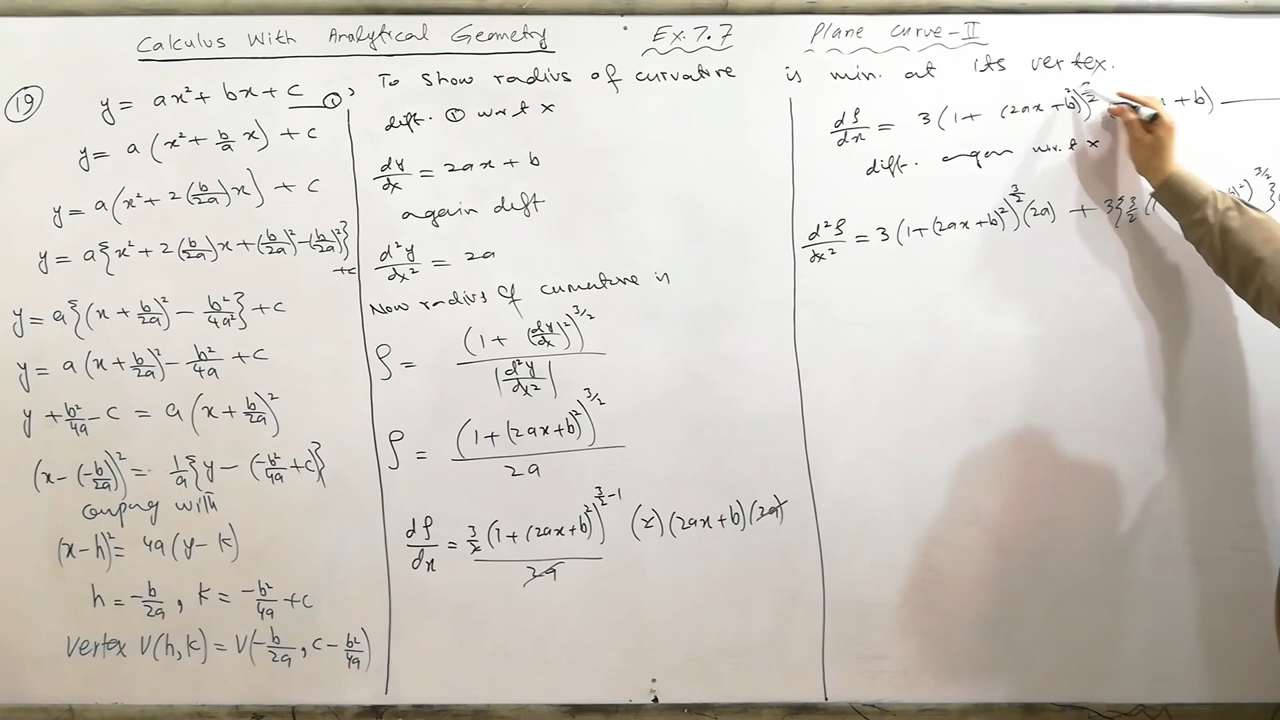 Calculus With Analytical Geometry Ex. 7.7 Plane curve-II
(19) y = ax² + bx + c — ①
y = a(x² + b/a x) + c
y = a(x² + 2(b/2a)x) + c
y = a{x² + 2(b/2a)x + (b/2a)² - (b/2a)²} + c
y = a{(x + b/2a)² - b²/4a²} + c
y = a(x + b/2a)² - b²/4a + c
y + b²/4a - c = a(x + b/2a)²
(x - (-b/2a))² = 1/a{y - (-b²/4a + c)}
comparing with
(x - h)² = 4a(y - k)
h = -b/2a, k = -b²/4a + c
Vertex V(h, k) = V(-b/2a, c - b²/4a)
To show radius of curvature is min. at its vertex.
diff. ① w.r.t x
dy/dx = 2ax + b
again diff
d²y/dx² = 2a
Now radius of curvature is
ρ = (1 + (dy/dx)²)^3/2 / |d²y/dx²|
ρ = (1 + (2ax + b)²)^3/2 / 2a
dρ/dx = 3/2 (1 + (2ax + b)²)^3/2-1 (2)(2ax + b)(2a) / 2a
dρ/dx = 3(1 + (2ax + b)²) x + b) —
diff. again w.r.t x
d²ρ/dx² = 3(1 + (2ax + b)²)^3/2 (2a) + 3{3/2 ( )^3/2 }